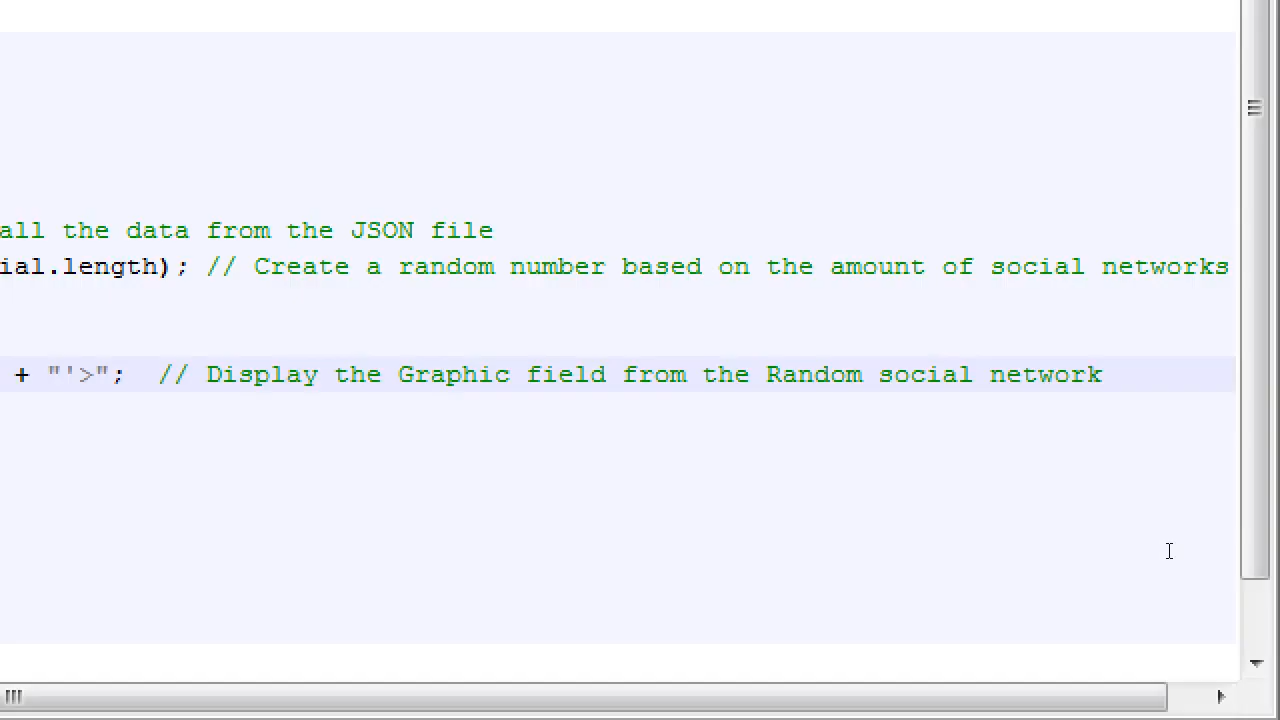 all the data from the JSON file
ial.length); // Create a random number based on the amount of social networks
+ "'>"; // Display the Graphic field from the Random social network